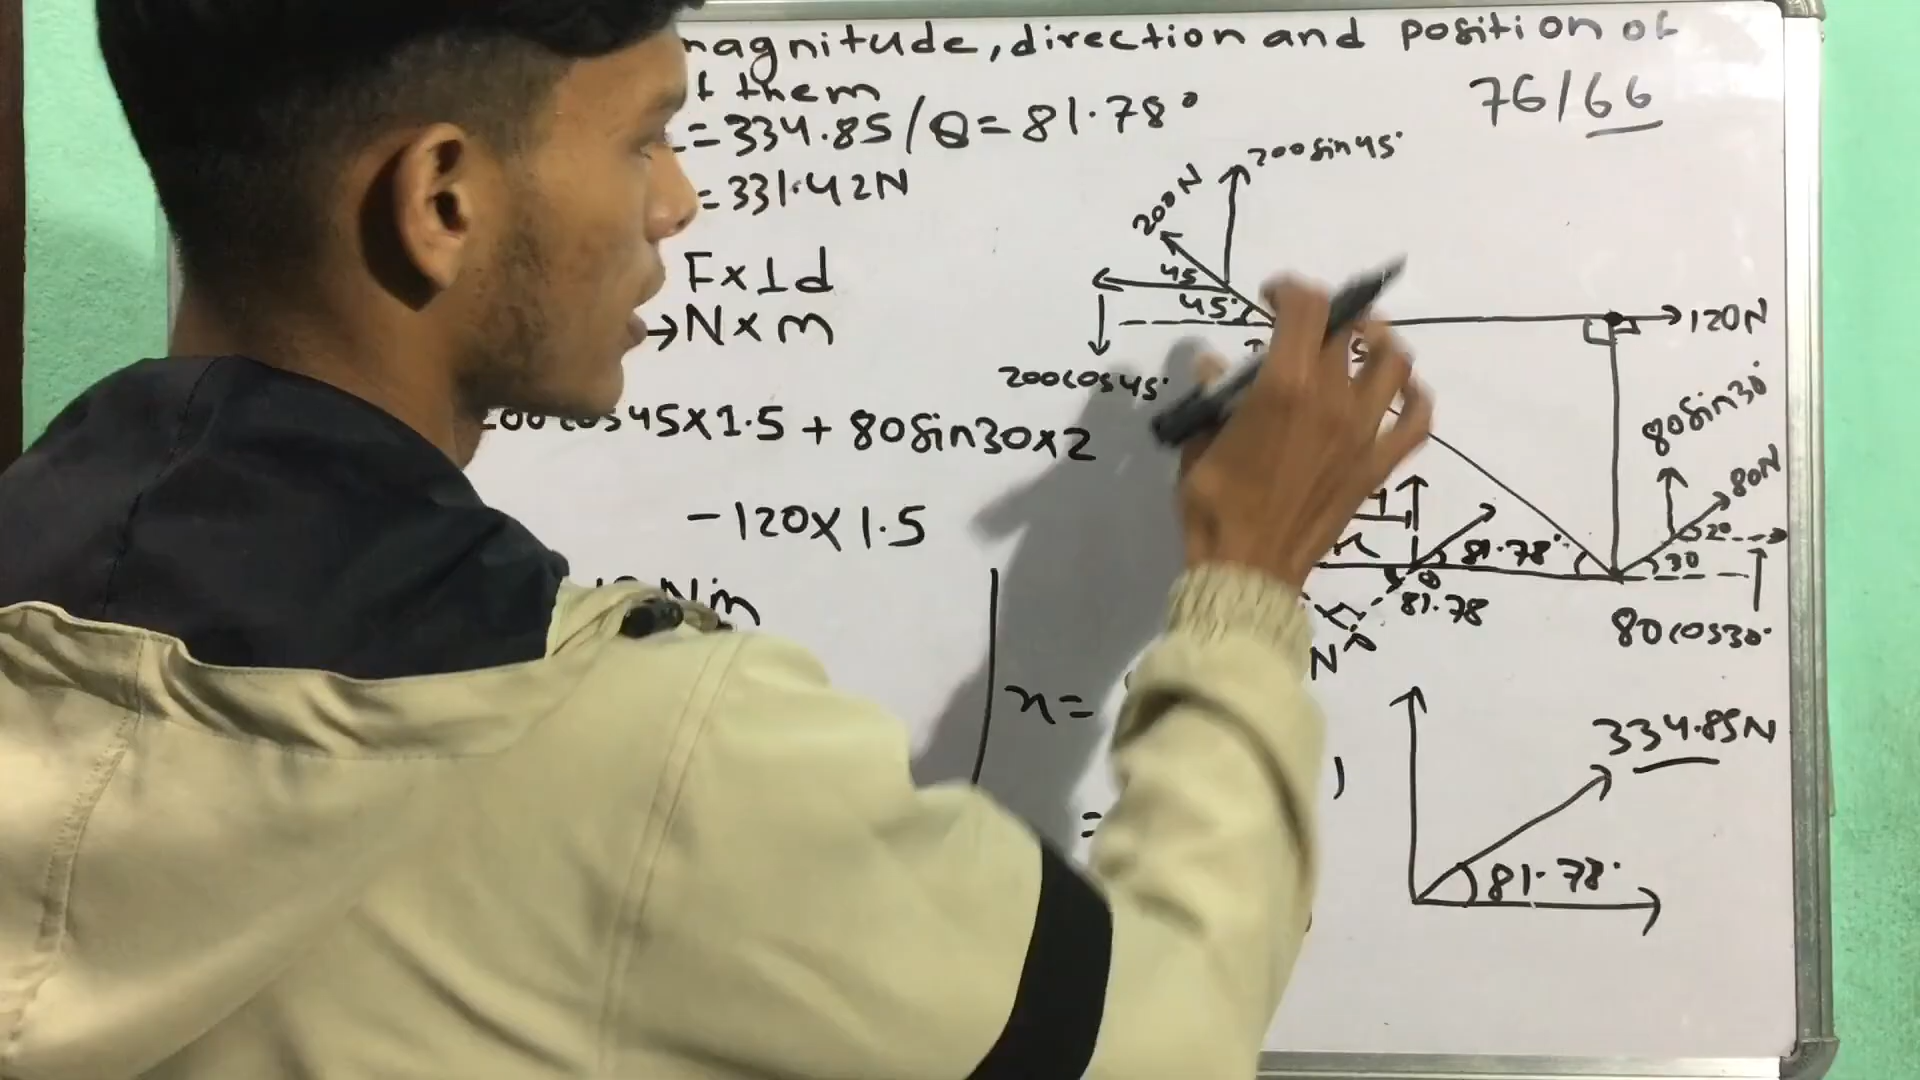 magnitude, direction and position of
them
= 334.85 / θ = 81.78°
76/66
= 331.42N
F x ⊥ d
→ N x m
45 x 1.5 + 80sin30 x 2
- 120 x 1.5
Nm
x =
=
)
200sin45°
200N
45
45°
200cos45°
120N
80sin30°
80N
30
81.78°
θ
81.78
80cos30°
N
334.85N
81.78°